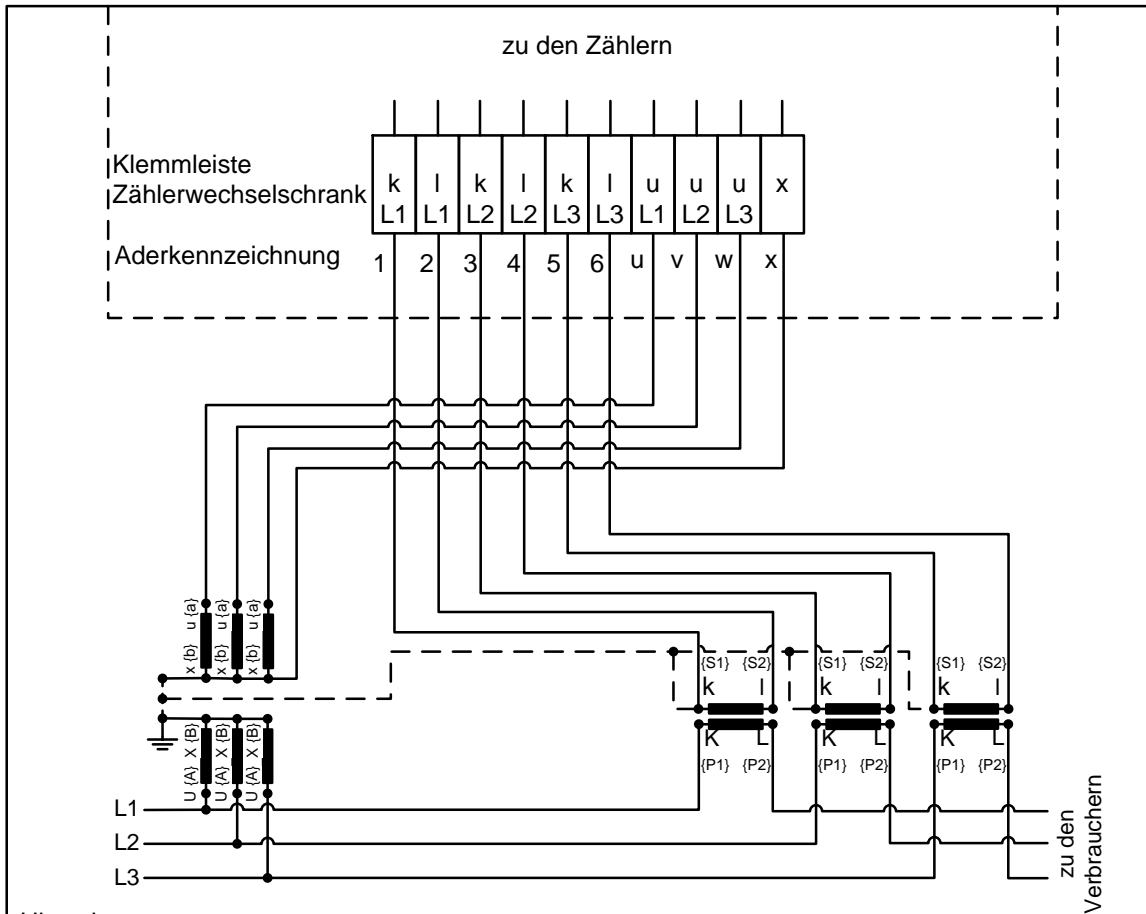 zu den Zählern
Klemmleiste
Zählerwechselschrank
k l k l k l u u u x
L1 L1 L2 L2 L3 L3 L1 L2 L3
Aderkennzeichnung
1 2 3 4 5 6 u v w x
x {b} u {a}
x {b} u {a}
x {b} u {a}
{S1} {S2} {S1} {S2} {S1} {S2}
k l k l k l
K L K L K L
{P1} {P2} {P1} {P2} {P1} {P2}
U {A} X {B}
U {A} X {B}
U {A} X {B}
L1
L2
L3
zu den
Verbrauchern